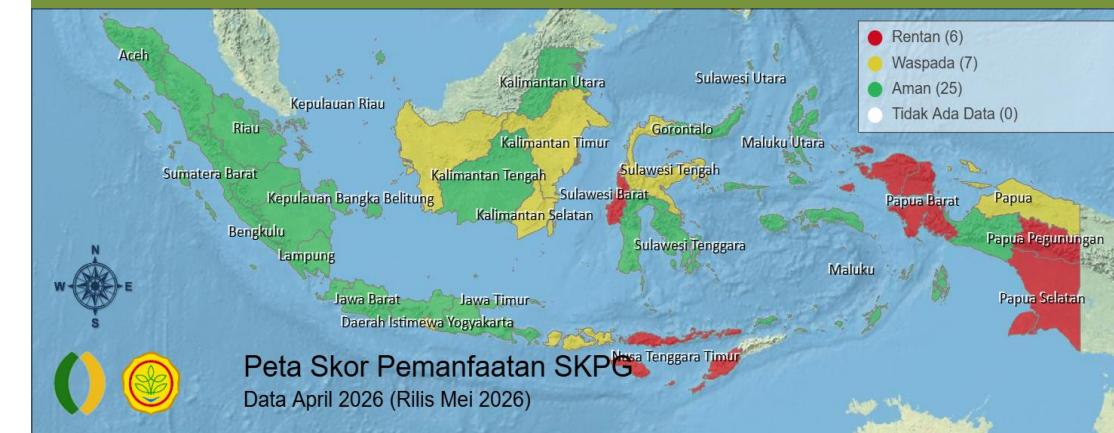 Rentan (6)
Waspada (7)
Aman (25)
Tidak Ada Data (0)
Aceh
Kalimantan Utara
Sulawesi Utara
Kepulauan Riau
Riau
Gorontalo
Kalimantan Timur
Maluku Utara
Sumatera Barat
Kalimantan Tengah
Sulawesi Tengah
Kepulauan Bangka Belitung
Sulawesi Barat
Papua Barat
Papua
Kalimantan Selatan
Bengkulu
Papua Pegunungan
Sulawesi Tenggara
Lampung
Maluku
N
W
E
S
Jawa Barat
Jawa Timur
Papua Selatan
Daerah Istimewa Yogyakarta
Nusa Tenggara Timur
Peta Skor Pemanfaatan SKPG
Data April 2026 (Rilis Mei 2026)